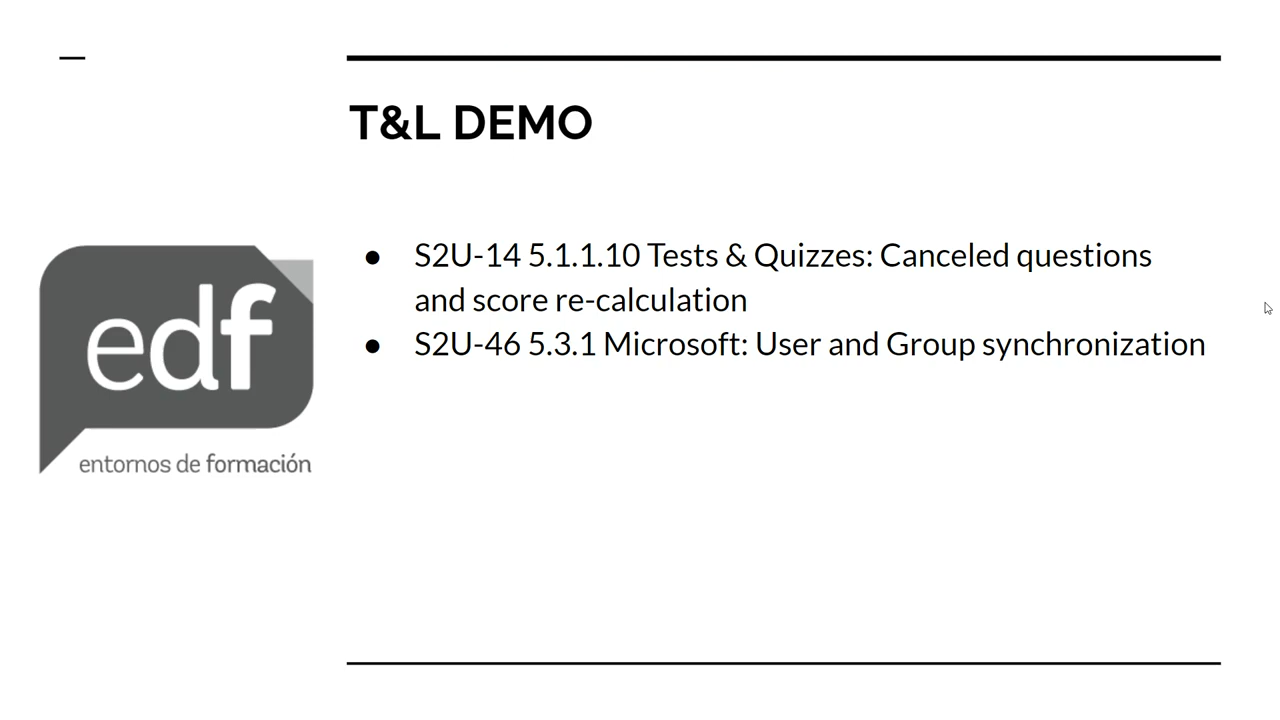 T&L DEMO
● S2U-14 5.1.1.10 Tests & Quizzes: Canceled questions
and score re-calculation
● S2U-46 5.3.1 Microsoft: User and Group synchronization
edf
entornos de formación